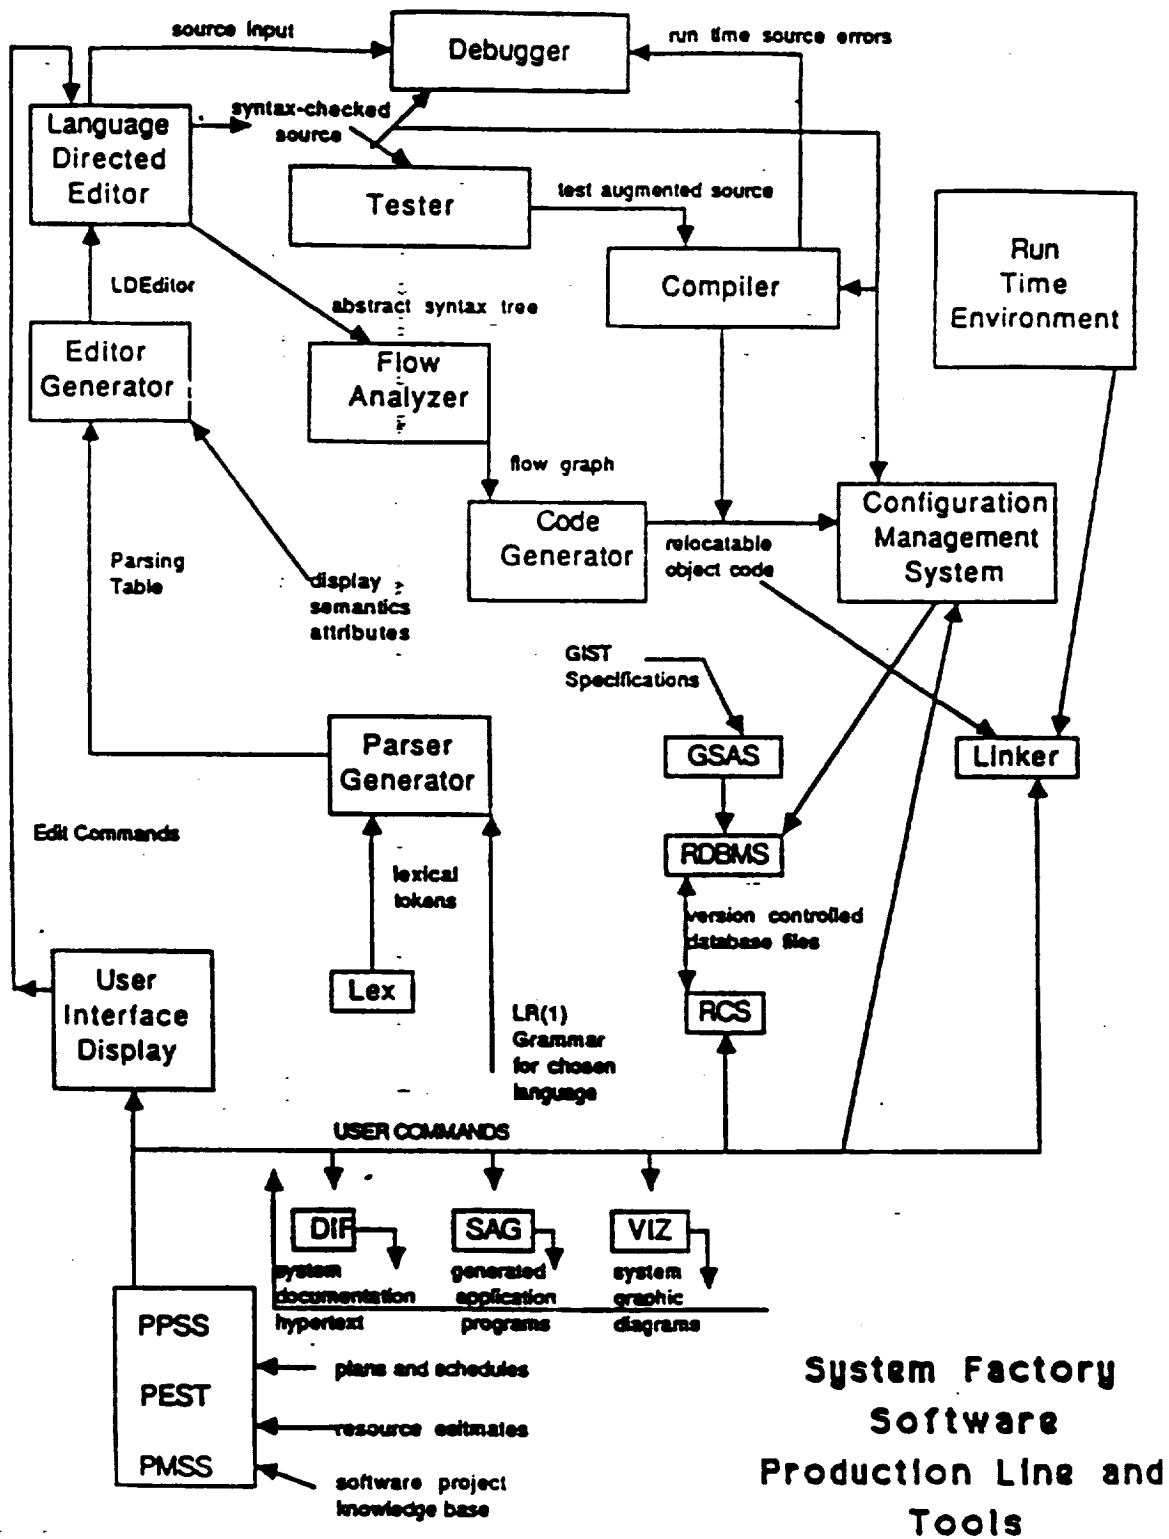 source input
Debugger
run time source errors
Language
Directed
Editor
syntax-checked
source
Tester
test augmented source
Compiler
Run
Time
Environment
LDEditor
abstract syntax tree
Editor
Generator
Flow
Analyzer
flow graph
Code
Generator
relocatable
object code
Configuration
Management
System
Parsing
Table
display
semantics
attributes
GIST
Specifications
Parser
Generator
GSAS
Linker
Edit Commands
RDBMS
lexical
tokens
version controlled
database files
User
Interface
Display
Lex
RCS
LR(1)
Grammar
for chosen
language
USER COMMANDS
DIF
SAG
VIZ
system
documentation
hypertext
generated
application
programs
system
graphic
diagrams
PPSS
PEST
PMSS
plans and schedules
resource esitmates
software project
knowledge base
System Factory
Software
Production Line and
Tools